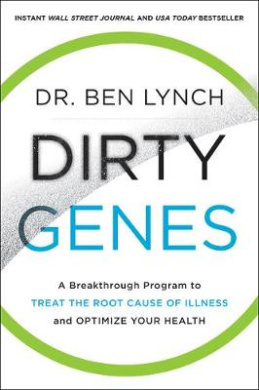 INSTANT WALL STREET JOURNAL AND USA TODAY BESTSELLER
DR. BEN LYNCH
DIRTY
GENES
A Breakthrough Program to
TREAT THE ROOT CAUSE OF ILLNESS
and OPTIMIZE YOUR HEALTH